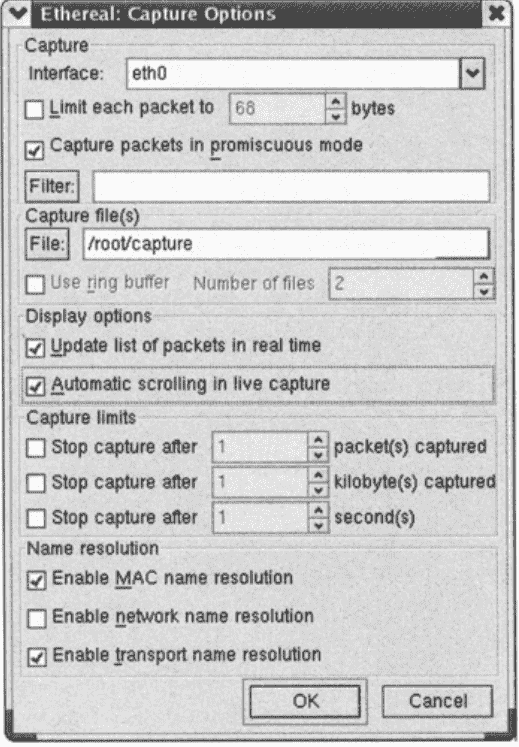 Ethereal: Capture Options
Capture
Interface: eth0
Limit each packet to 68 bytes
Capture packets in promiscuous mode
Filter:
Capture file(s)
File: /root/capture
Use ring buffer Number of files 2
Display options
Update list of packets in real time
Automatic scrolling in live capture
Capture limits
Stop capture after 1 packet(s) captured
Stop capture after 1 kilobyte(s) captured
Stop capture after 1 second(s)
Name resolution
Enable MAC name resolution
Enable network name resolution
Enable transport name resolution
OK Cancel